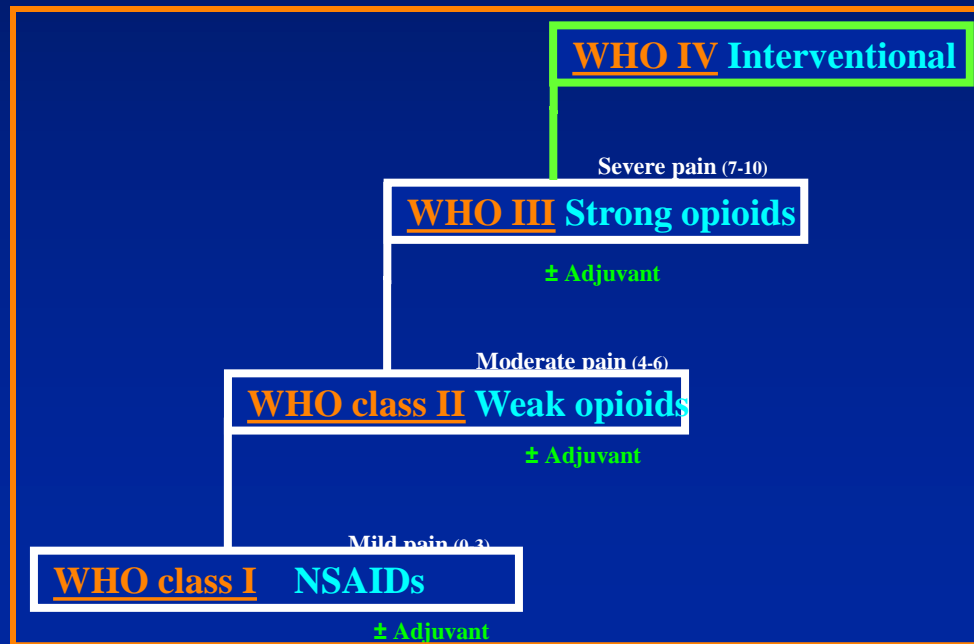 WHO IV Interventional
Severe pain (7-10)
WHO III Strong opioids
± Adjuvant
Moderate pain (4-6)
WHO class II Weak opioids
± Adjuvant
Mild pain (0-3)
WHO class I NSAIDs
± Adjuvant